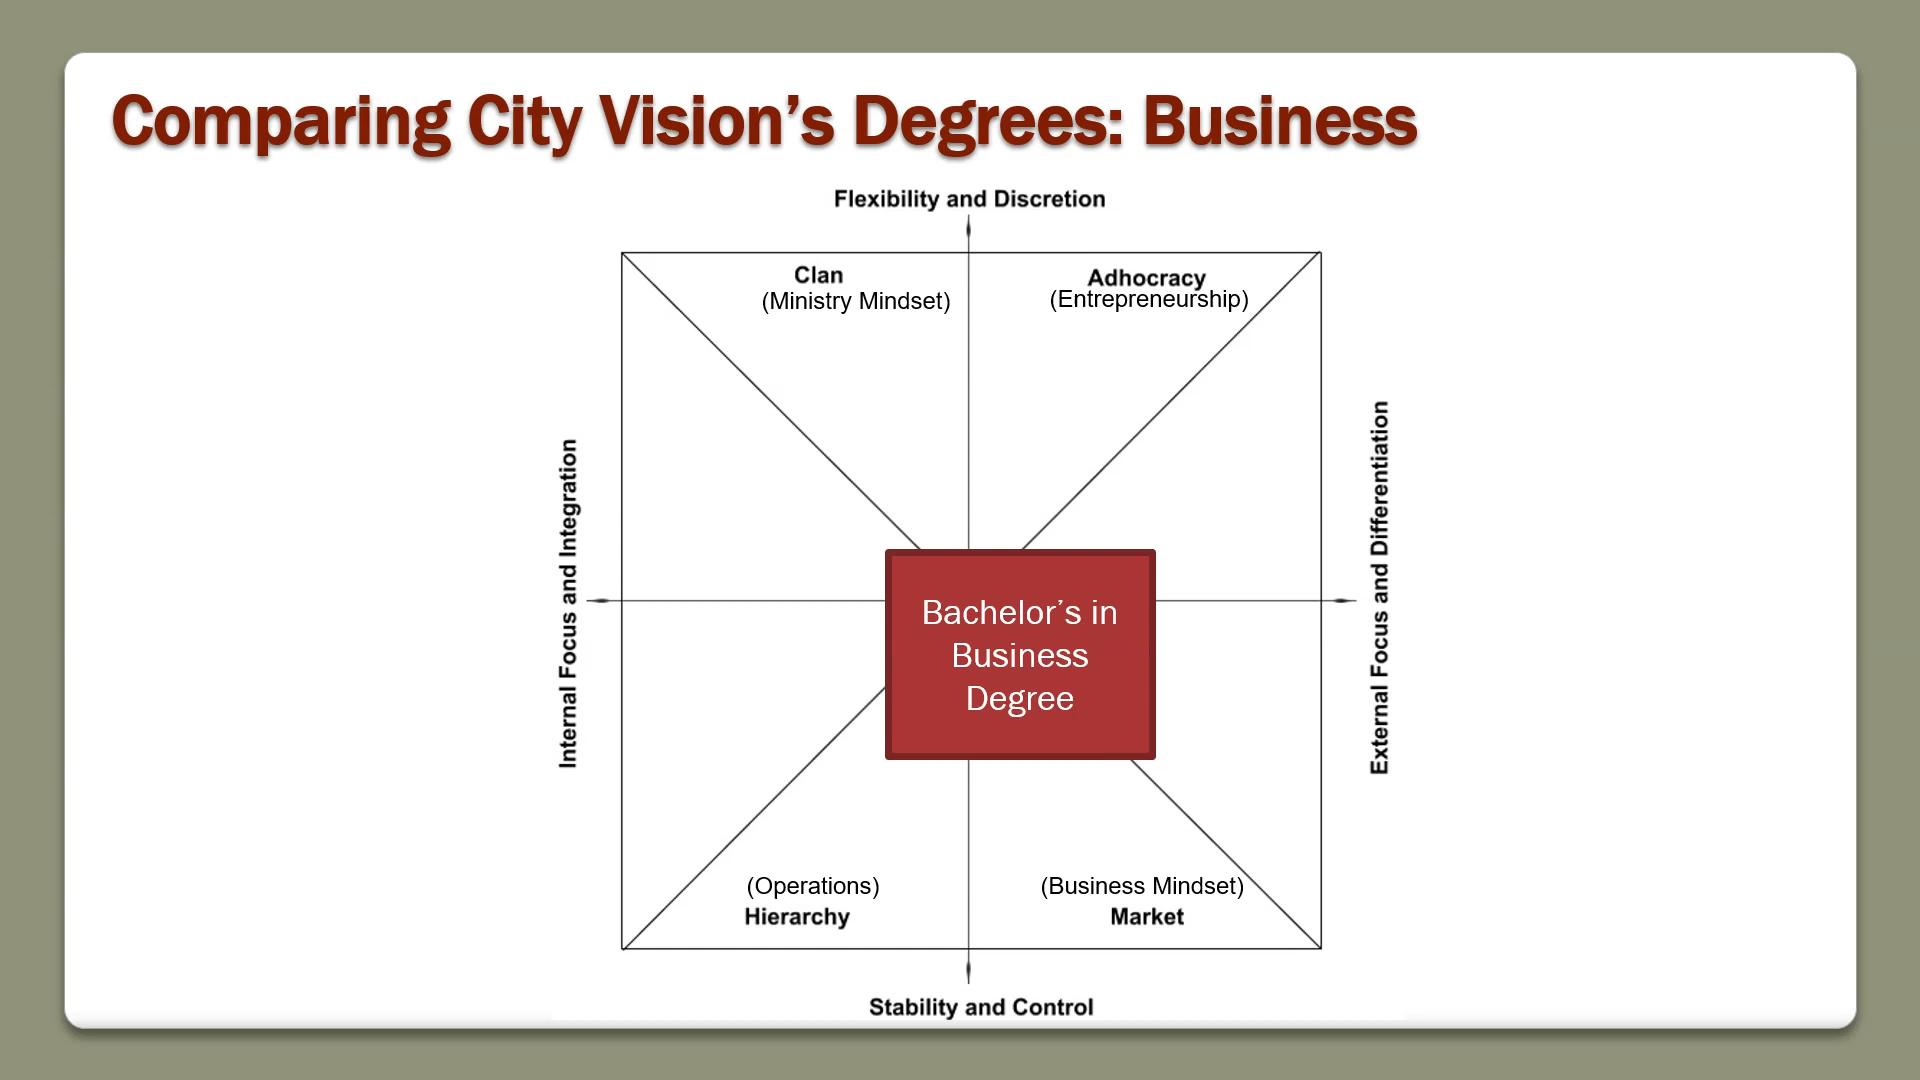 Comparing City Vision’s Degrees: Business
Flexibility and Discretion
Clan
(Ministry Mindset)
Adhocracy
(Entrepreneurship)
Internal Focus and Integration
External Focus and Differentiation
Bachelor’s in
Business
Degree
(Operations)
Hierarchy
(Business Mindset)
Market
Stability and Control